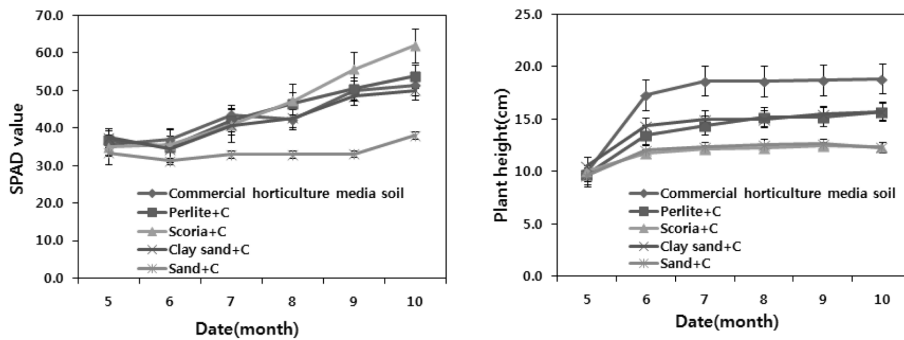 70.0
60.0
50.0
40.0
30.0
20.0
10.0
0.0
SPAD value
Commercial horticulture media soil
Perlite+C
Scoria+C
Clay sand+C
Sand+C
5 6 7 8 9 10
Date(month)
25.0
20.0
15.0
10.0
5.0
0.0
Plant height(cm)
Commercial horticulture media soil
Perlite+C
Scoria+C
Clay sand+C
Sand+C
5 6 7 8 9 10
Date(month)